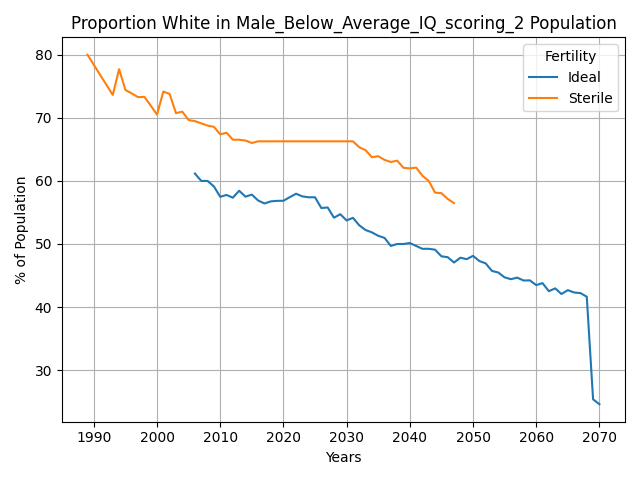 Proportion White in Male_Below_Average_IQ_scoring_2 Population
Fertility
Ideal
Sterile
% of Population
80
70
60
50
40
30
1990 2000 2010 2020 2030 2040 2050 2060 2070
Years